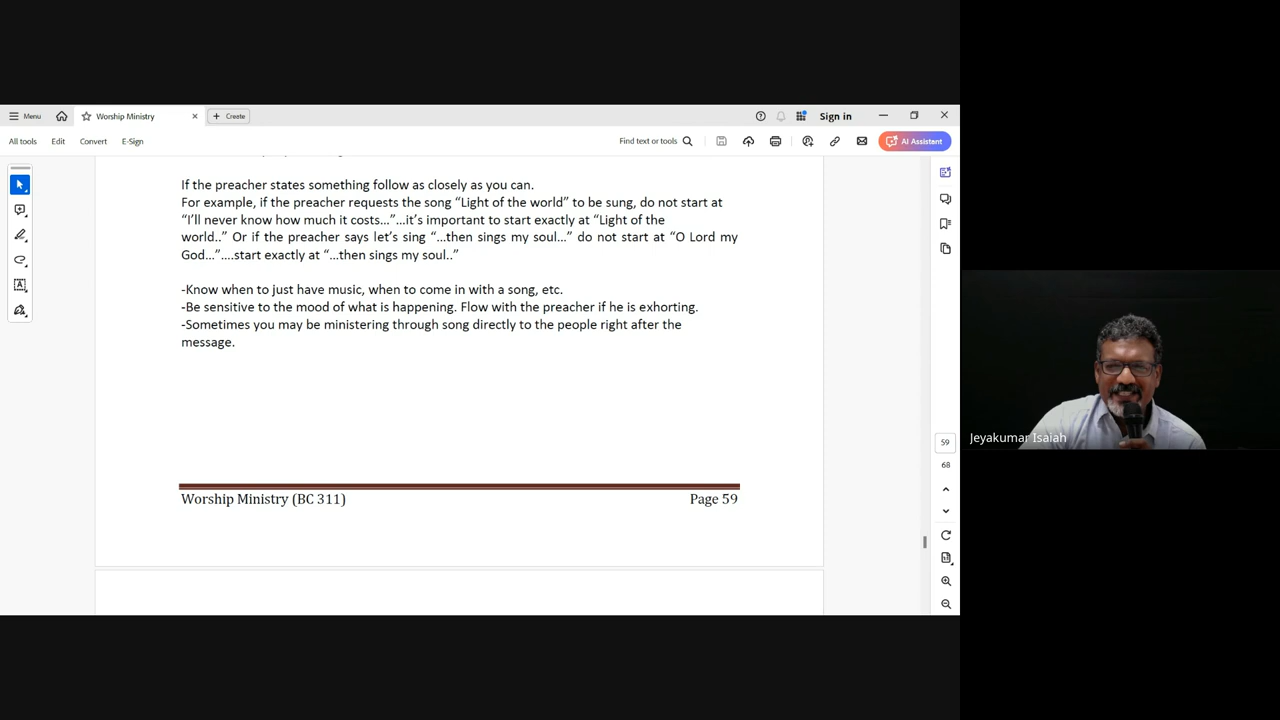 Menu
Worship Ministry
Create
Sign in
All tools
Edit
Convert
E-Sign
Find text or tools
AI Assistant
If the preacher states something follow as closely as you can.
For example, if the preacher requests the song “Light of the world” to be sung, do not start at
“I’ll never know how much it costs...”...it’s important to start exactly at “Light of the
world..” Or if the preacher says let’s sing “...then sings my soul...” do not start at “O Lord my
God...”....start exactly at “...then sings my soul..”
-Know when to just have music, when to come in with a song, etc.
-Be sensitive to the mood of what is happening. Flow with the preacher if he is exhorting.
-Sometimes you may be ministering through song directly to the people right after the
message.
Worship Ministry (BC 311)
Page 59
59
68
Jeyakumar Isaiah